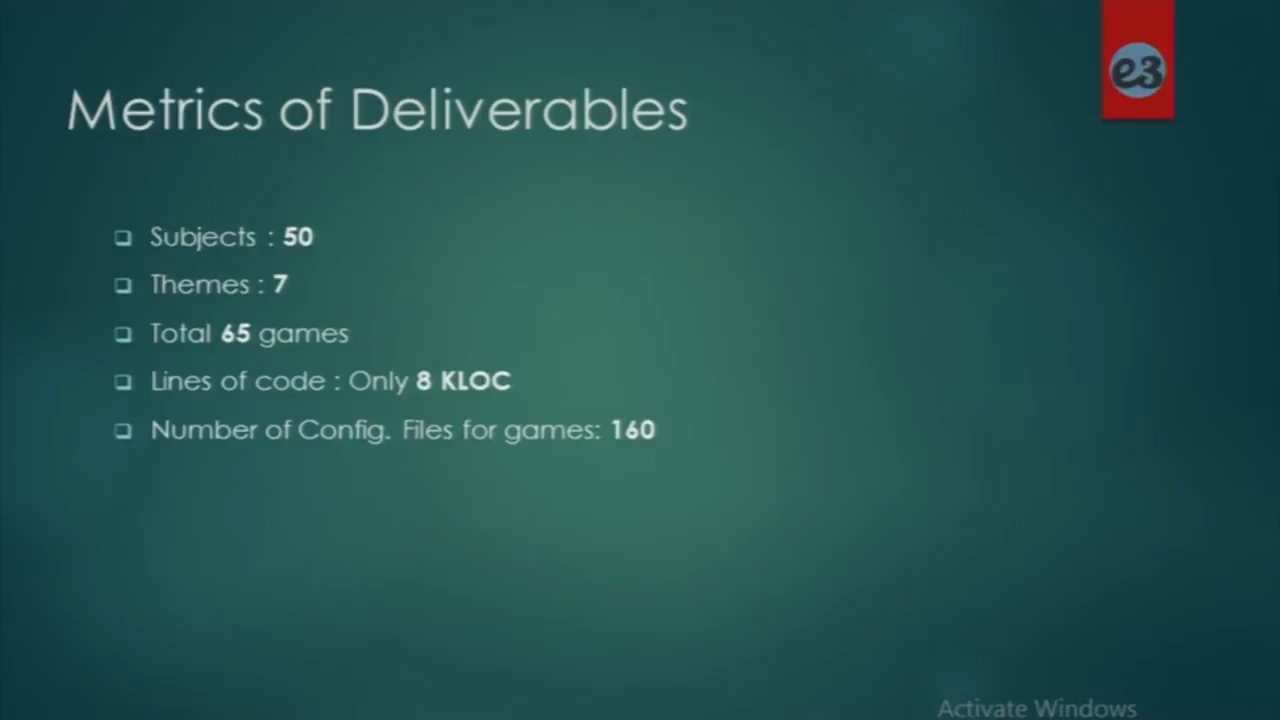 e3
Metrics of Deliverables
Subjects : 50
Themes : 7
Total 65 games
Lines of code : Only 8 KLOC
Number of Config. Files for games: 160
Activate Windows